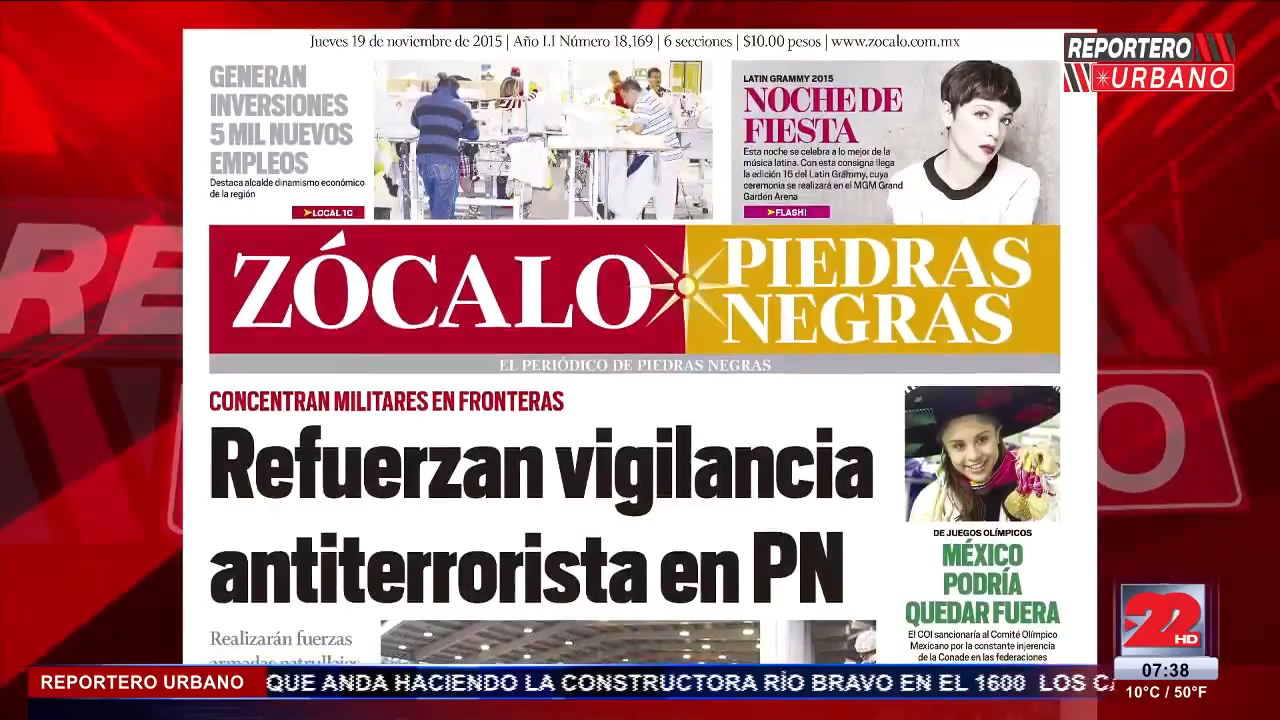 Jueves 19 de noviembre de 2015 | Año LI Número 18,169 | 6 secciones | $10.00 pesos | www.zocalo.com.mx
REPORTERO
URBANO
GENERAN
INVERSIONES
5 MIL NUEVOS
EMPLEOS
Destaca alcalde dinamismo económico
de la región
LOCAL 1C
LATIN GRAMMY 2015
NOCHE DE
FIESTA
Esta noche se celebra a lo mejor de la
música latina. Con esta consigna llega
la edición 16 del Latin Grammy, cuya
ceremonia se realizará en el MGM Grand
Garden Arena
FLASH!
ZÓCALO
PIEDRAS
NEGRAS
EL PERIÓDICO DE PIEDRAS NEGRAS
CONCENTRAN MILITARES EN FRONTERAS
Refuerzan vigilancia
antiterrorista en PN
Realizarán fuerzas
armadas patrullajes
DE JUEGOS OLÍMPICOS
MÉXICO
PODRÍA
QUEDAR FUERA
El COI sancionaría al Comité Olímpico
Mexicano por la constante injerencia
de la Conade en las federaciones
22 HD
07:38
10°C / 50°F
REPORTERO URBANO
QUE ANDA HACIENDO LA CONSTRUCTORA RÍO BRAVO EN EL 1600 LOS